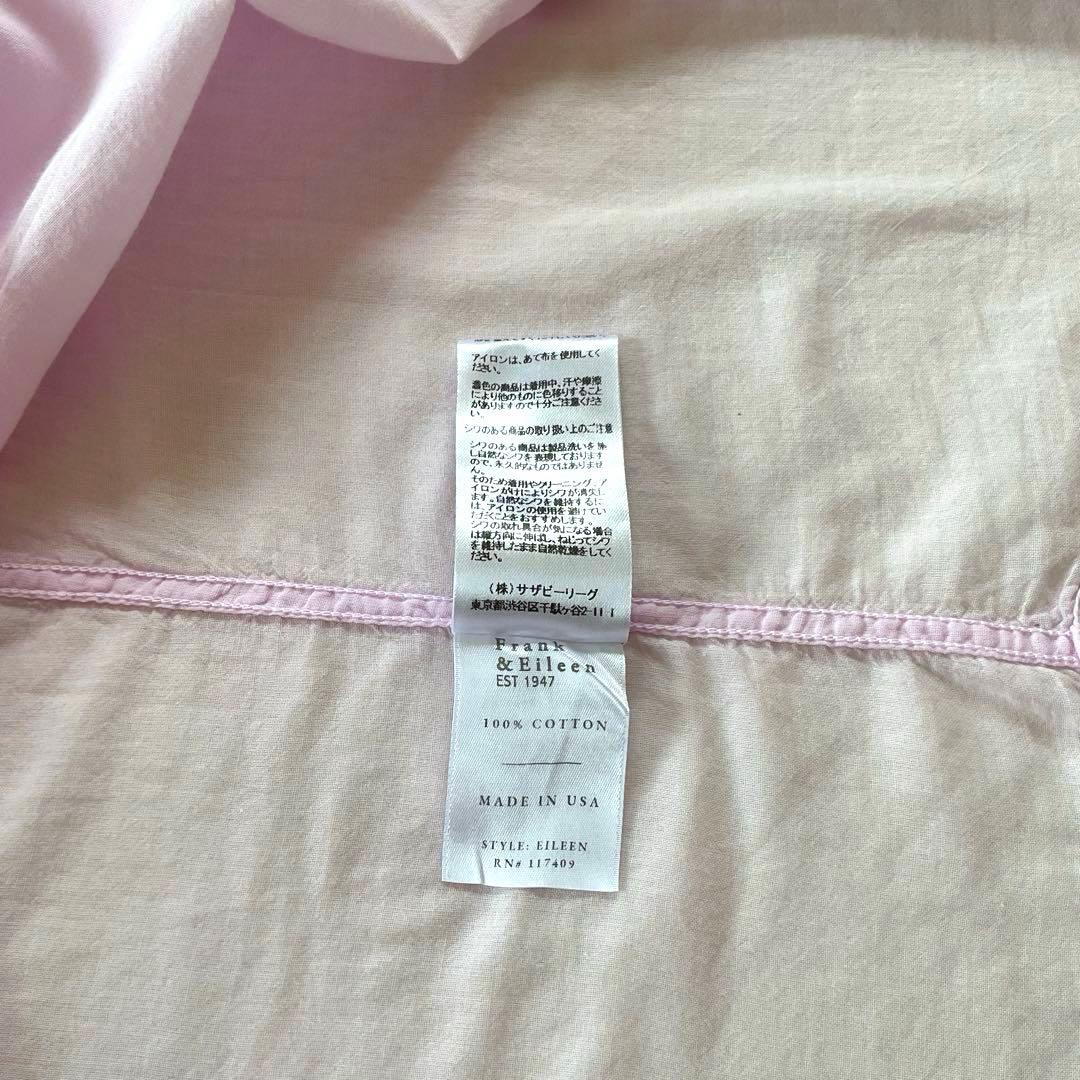 アイロンは、あて布を使用してく
ださい。
着色の商品は着用中、汗や摩擦
により他のものに色移りすること
がありますので十分ご注意くださ
い。
シワのある商品の取り扱い上のご注意
シワのある商品は製品洗いを施
し自然なシワを表現しております
ので、永久的なものではありませ
ん。
そのため着用やクリーニング、ア
イロンがけによりシワが消失し
ます。自然なシワを維持するに
は、アイロンの使用を避けてい
ただくことをおすすめします。
シワの取れ具合が気になる場合
は縦方向に伸ばし、ねじってシワ
を維持したまま自然乾燥をしてく
ださい。
(株)サザビーリーグ
東京都渋谷区千駄ヶ谷2-11-1
Frank
&Eileen
EST 1947
100% COTTON
MADE IN USA
STYLE: EILEEN
RN# 117409